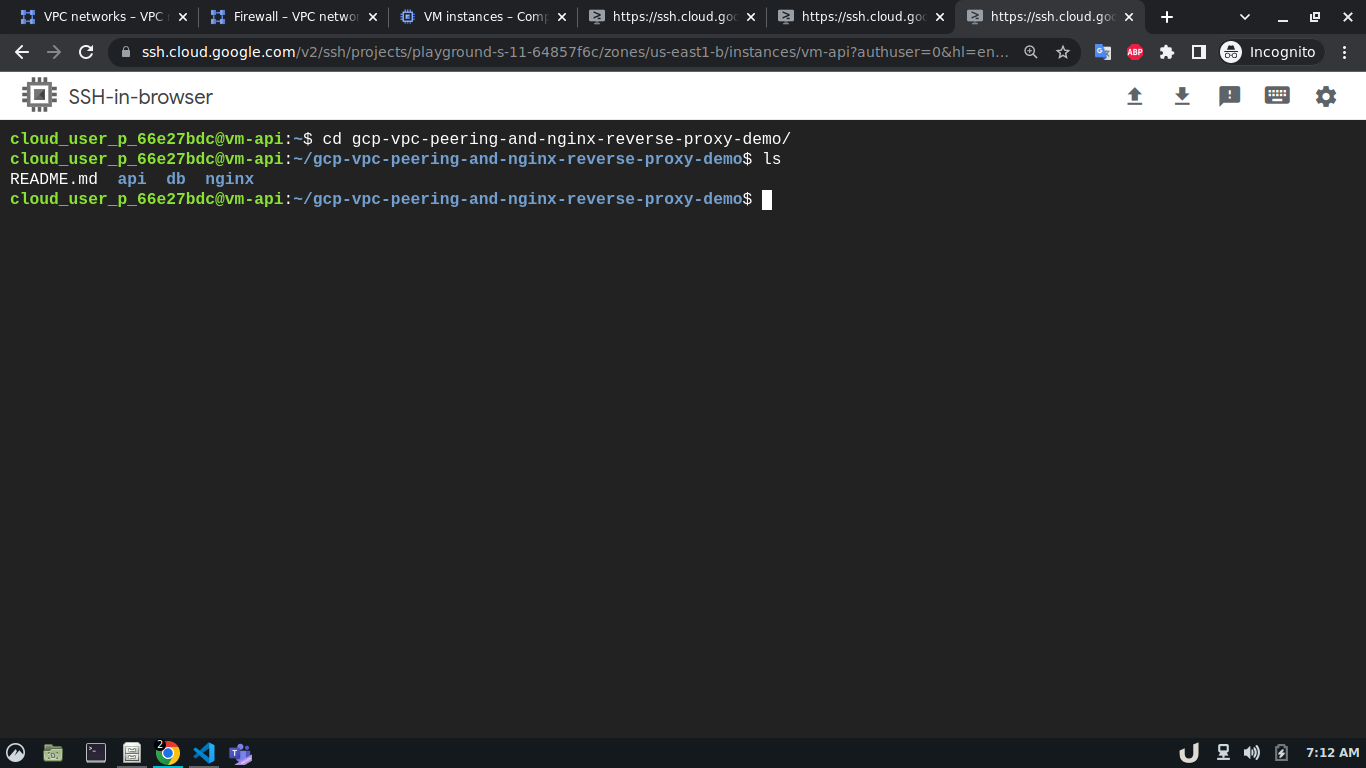 VPC networks – VPC
Firewall – VPC netwo
VM instances – Com
https://ssh.cloud.goo
https://ssh.cloud.goo
https://ssh.cloud.goo
ssh.cloud.google.com/v2/ssh/projects/playground-s-11-64857f6c/zones/us-east1-b/instances/vm-api?authuser=0&hl=en...
ABP
Incognito
SSH-in-browser
cloud_user_p_66e27bdc@vm-api:~$ cd gcp-vpc-peering-and-nginx-reverse-proxy-demo/
cloud_user_p_66e27bdc@vm-api:~/gcp-vpc-peering-and-nginx-reverse-proxy-demo$ ls
README.md  api  db  nginx
cloud_user_p_66e27bdc@vm-api:~/gcp-vpc-peering-and-nginx-reverse-proxy-demo$
2
7:12 AM